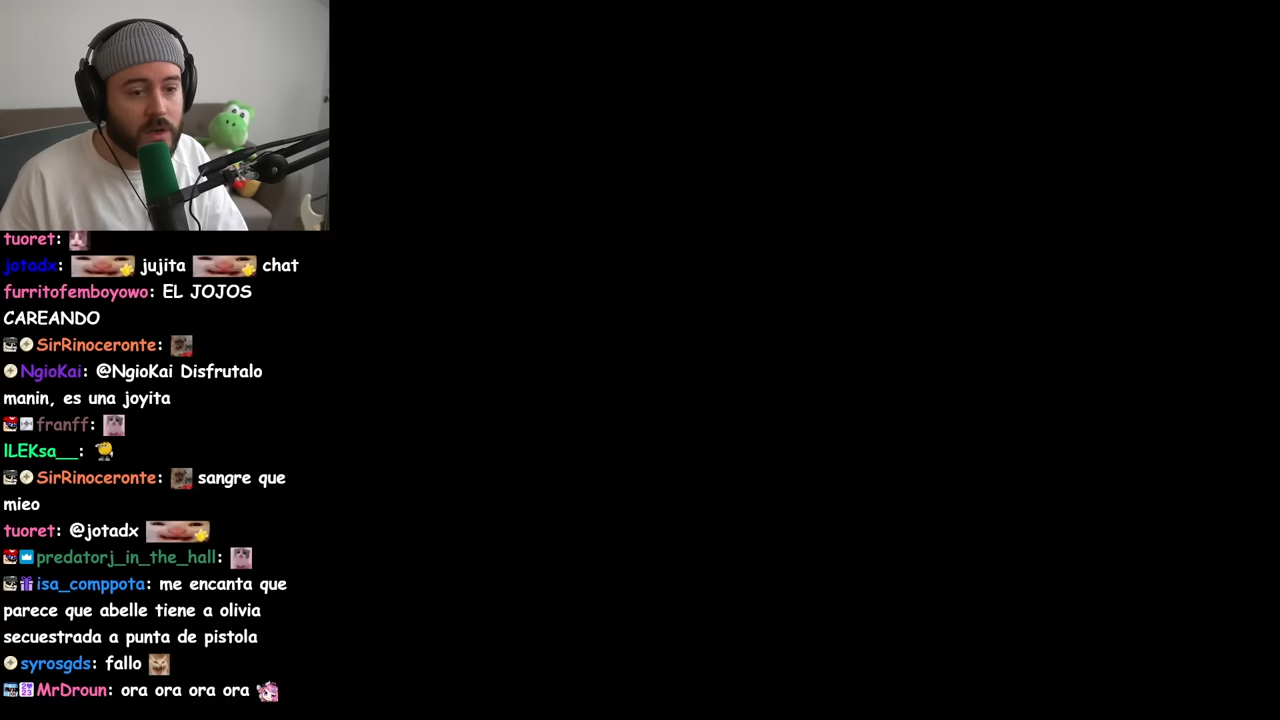 tuoret:
jotadx: jujita chat
furritofemboyowo: EL JOJOS
CAREANDO
SirRinoceronte:
NgioKai: @NgioKai Disfrutalo
manin, es una joyita
franff:
lLEKsa__:
SirRinoceronte: sangre que
mieo
tuoret: @jotadx
predatorj_in_the_hall:
isa_comppota: me encanta que
parece que abelle tiene a olivia
secuestrada a punta de pistola
syrosgds: fallo
MrDroun: ora ora ora ora